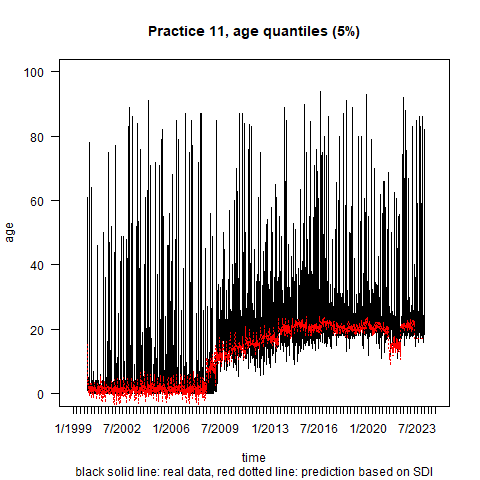 Practice 11, age quantiles (5%)
100
80
60
40
20
0
age
1/1999 7/2002 1/2006 7/2009 1/2013 7/2016 1/2020 7/2023
time
black solid line: real data, red dotted line: prediction based on SDI